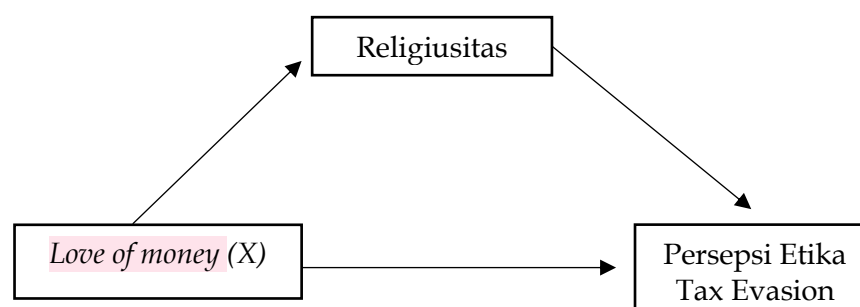 Religiusitas
Love of money (X)
Persepsi Etika
Tax Evasion